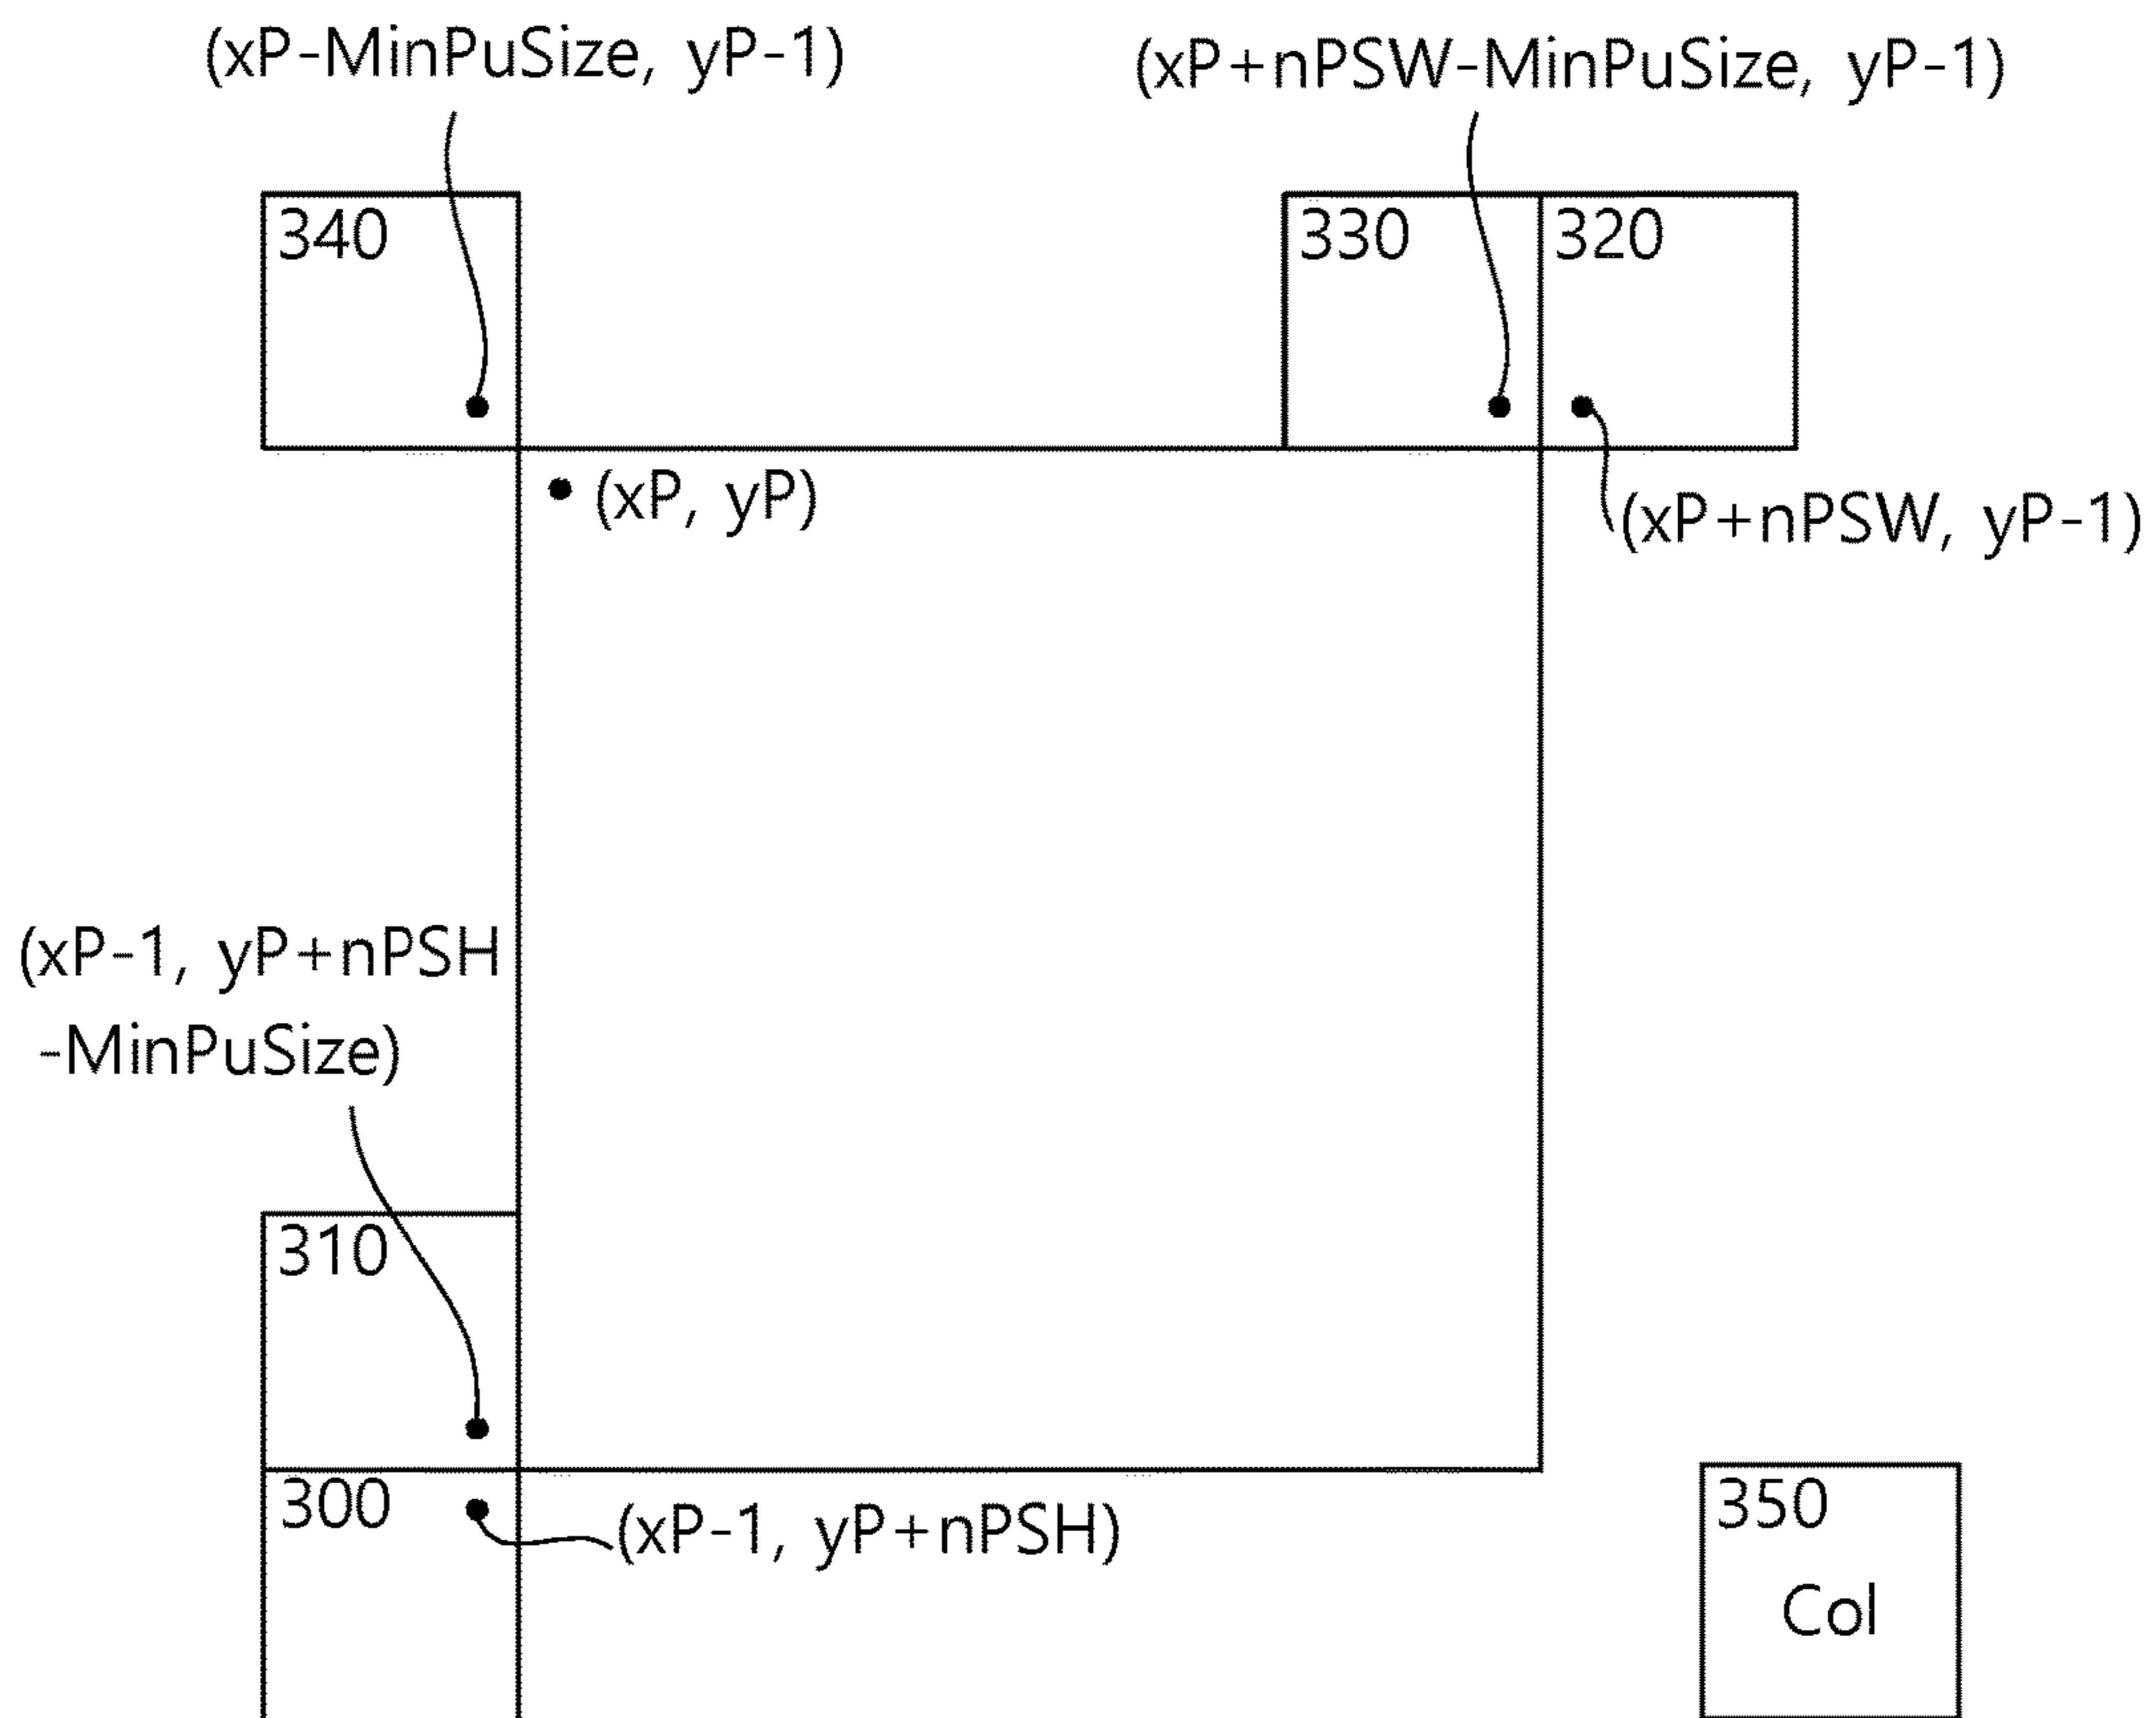 (xP-MinPuSize, yP-1)
(xP+nPSW-MinPuSize, yP-1)
340
330
320
(xP, yP)
(xP+nPSW, yP-1)
(xP-1, yP+nPSH
-MinPuSize)
310
300
(xP-1, yP+nPSH)
350
Col